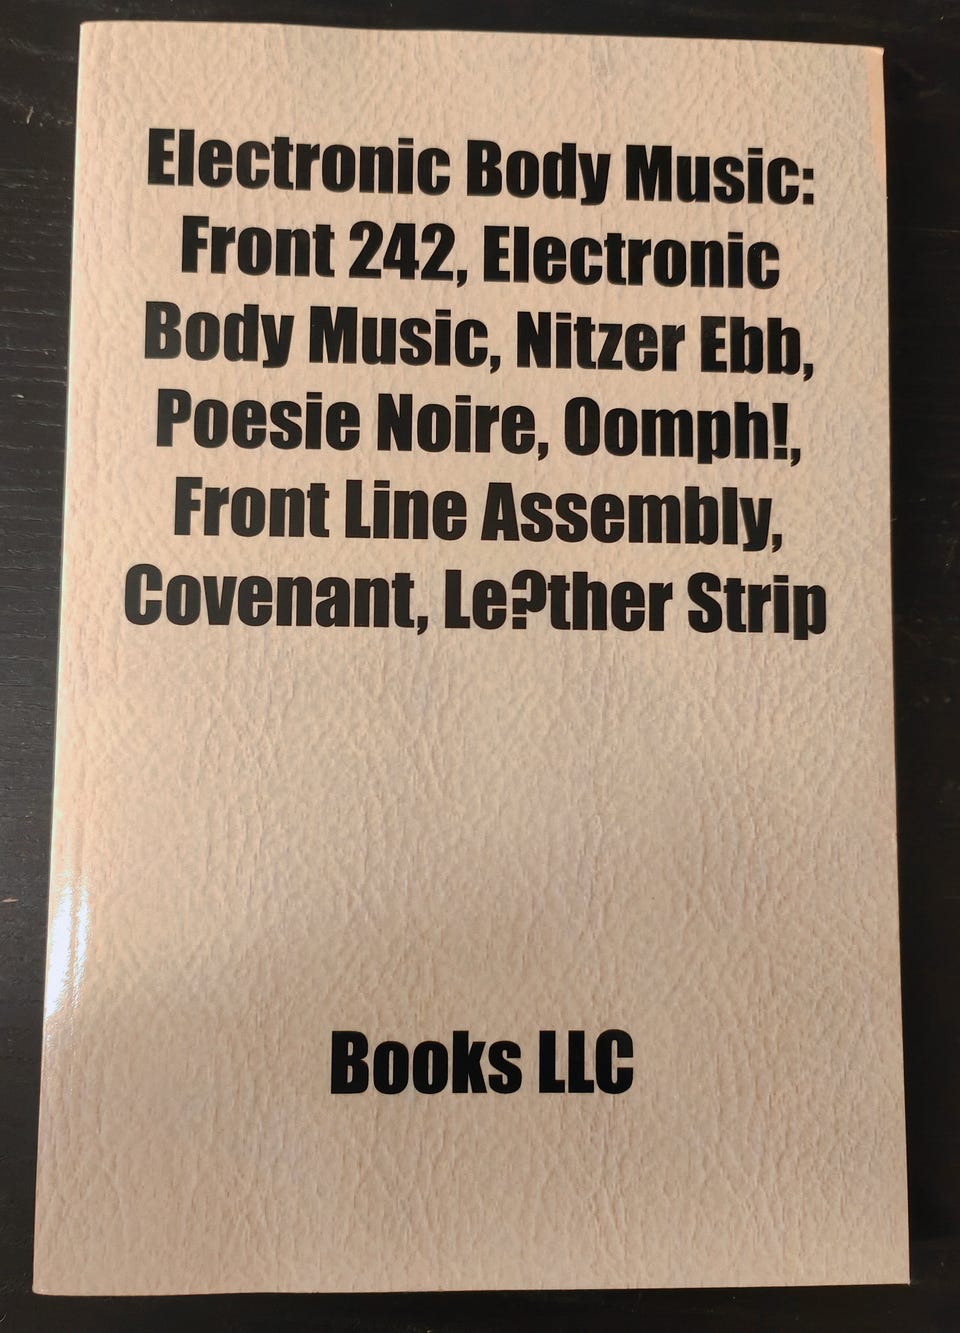 Electronic Body Music:
Front 242, Electronic
Body Music, Nitzer Ebb,
Poesie Noire, Oomph!,
Front Line Assembly,
Covenant, Le?ther Strip
Books LLC